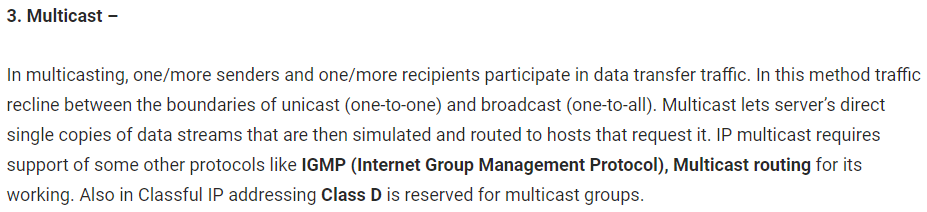 3. Multicast –
In multicasting, one/more senders and one/more recipients participate in data transfer traffic. In this method traffic
recline between the boundaries of unicast (one-to-one) and broadcast (one-to-all). Multicast lets server’s direct
single copies of data streams that are then simulated and routed to hosts that request it. IP multicast requires
support of some other protocols like IGMP (Internet Group Management Protocol), Multicast routing for its
working. Also in Classful IP addressing Class D is reserved for multicast groups.